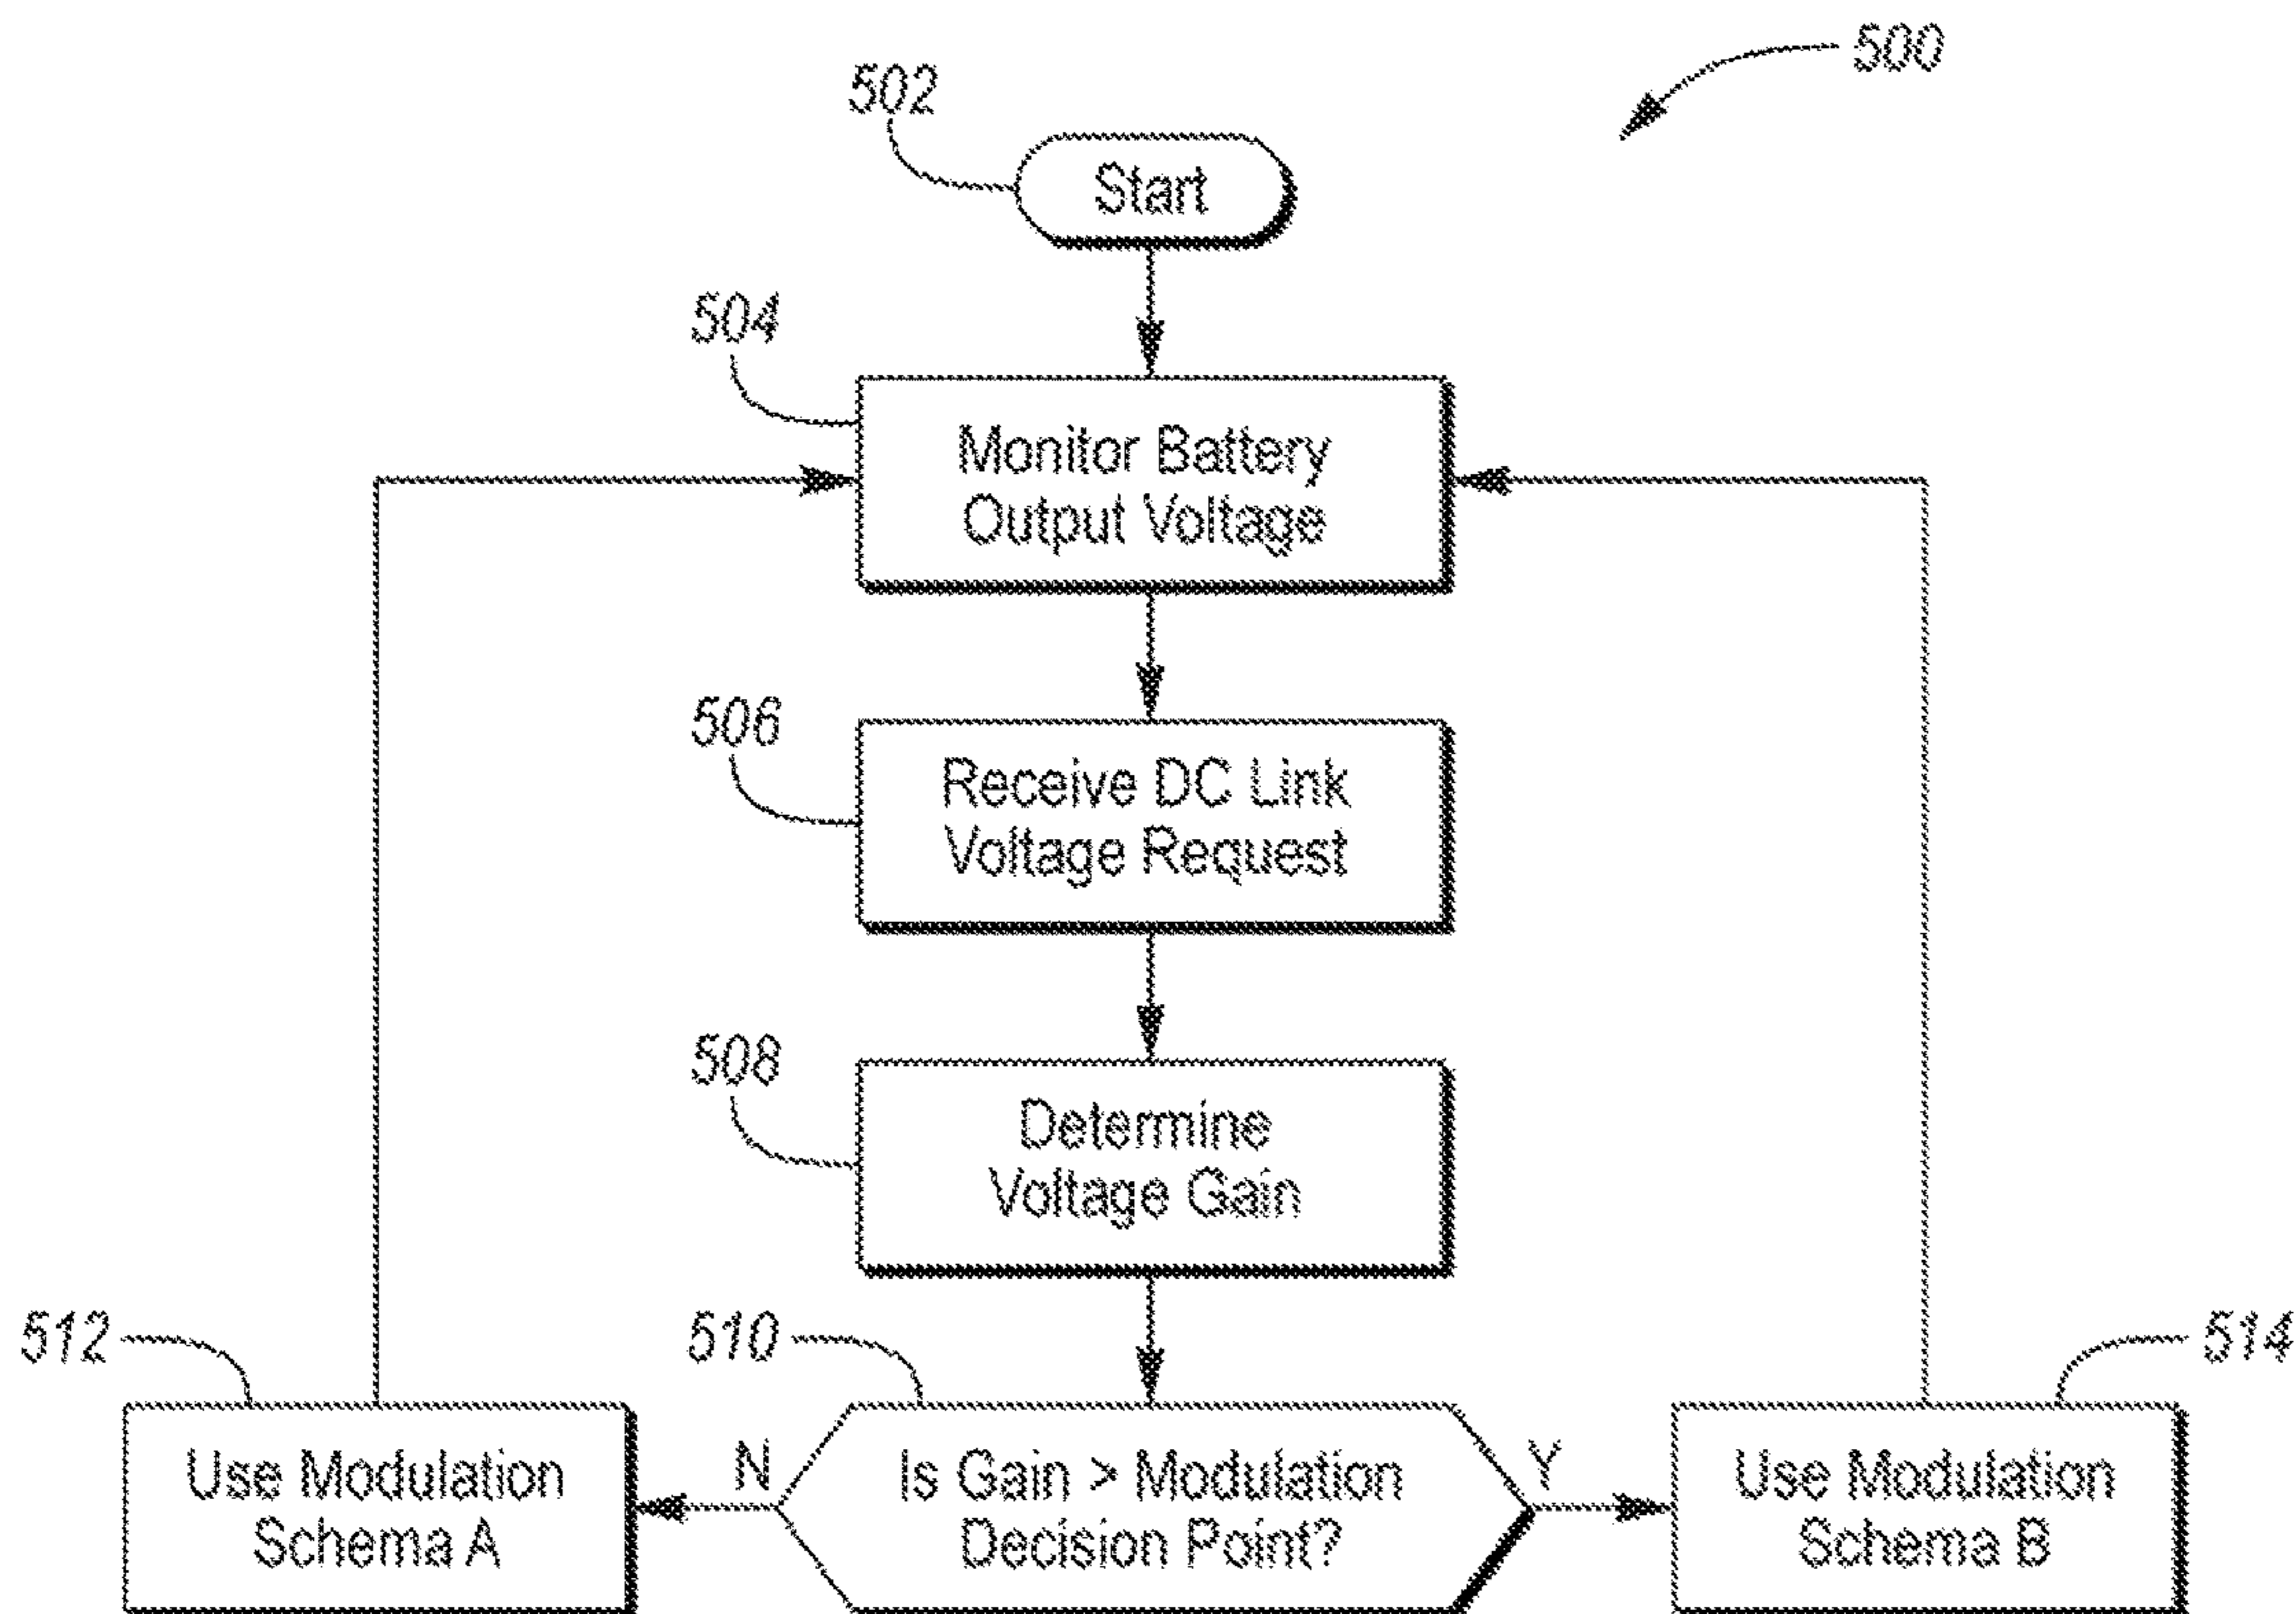 500
502
Start
504
Monitor Battery
Output Voltage
506
Receive DC Link
Voltage Request
508
Determine
Voltage Gain
512
510
514
Use Modulation
Schema A
N
Is Gain > Modulation
Decision Point?
Y
Use Modulation
Schema B